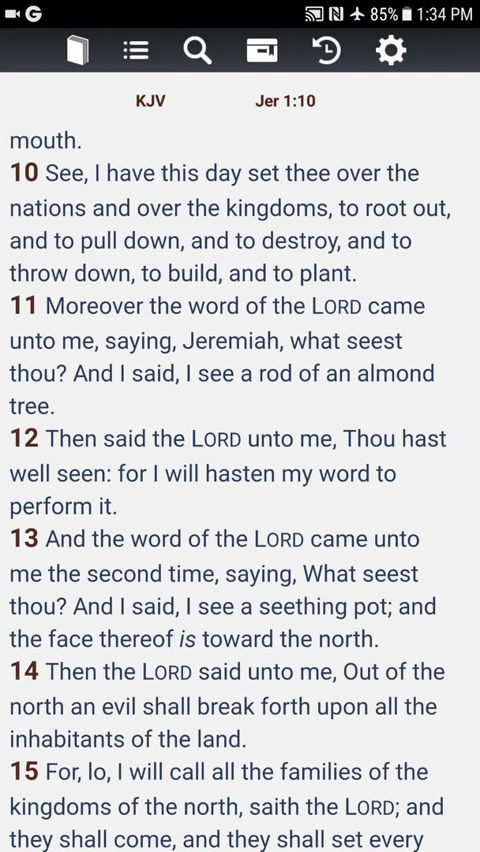 G 85% 1:34 PM
KJV Jer 1:10
mouth.
10 See, I have this day set thee over the
nations and over the kingdoms, to root out,
and to pull down, and to destroy, and to
throw down, to build, and to plant.
11 Moreover the word of the LORD came
unto me, saying, Jeremiah, what seest
thou? And I said, I see a rod of an almond
tree.
12 Then said the LORD unto me, Thou hast
well seen: for I will hasten my word to
perform it.
13 And the word of the LORD came unto
me the second time, saying, What seest
thou? And I said, I see a seething pot; and
the face thereof is toward the north.
14 Then the LORD said unto me, Out of the
north an evil shall break forth upon all the
inhabitants of the land.
15 For, lo, I will call all the families of the
kingdoms of the north, saith the LORD; and
they shall come, and they shall set every